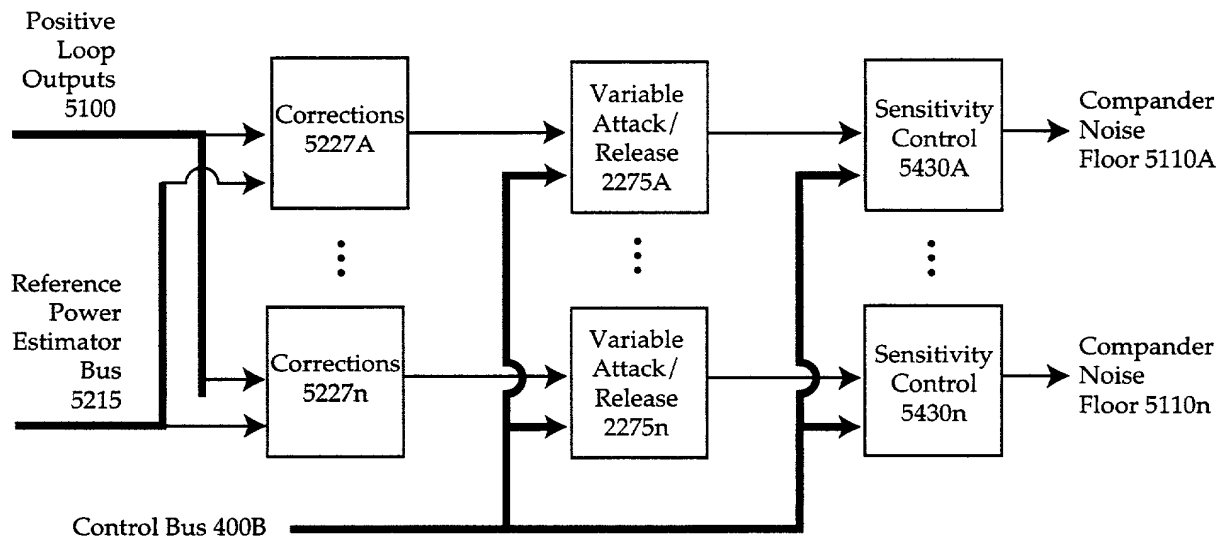 Positive
Loop
Outputs
5100
Corrections
5227A
Variable
Attack/
Release
2275A
Sensitivity
Control
5430A
Compander
Noise
Floor 5110A
Reference
Power
Estimator
Bus
5215
Corrections
5227n
Variable
Attack/
Release
2275n
Sensitivity
Control
5430n
Compander
Noise
Floor 5110n
Control Bus 400B